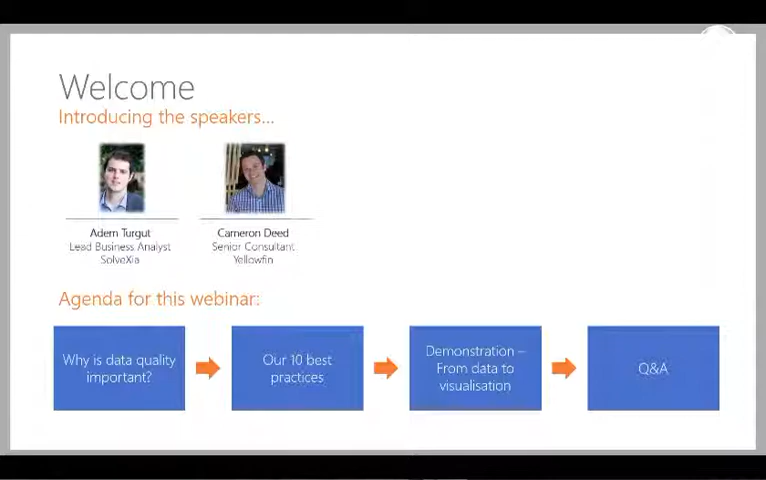 Welcome
Introducing the speakers...
Adem Turgut
Lead Business Analyst
SolveXia
Cameron Deed
Senior Consultant
Yellowfin
Agenda for this webinar:
Why is data quality
important?
Our 10 best
practices
Demonstration –
From data to
visualisation
Q&A